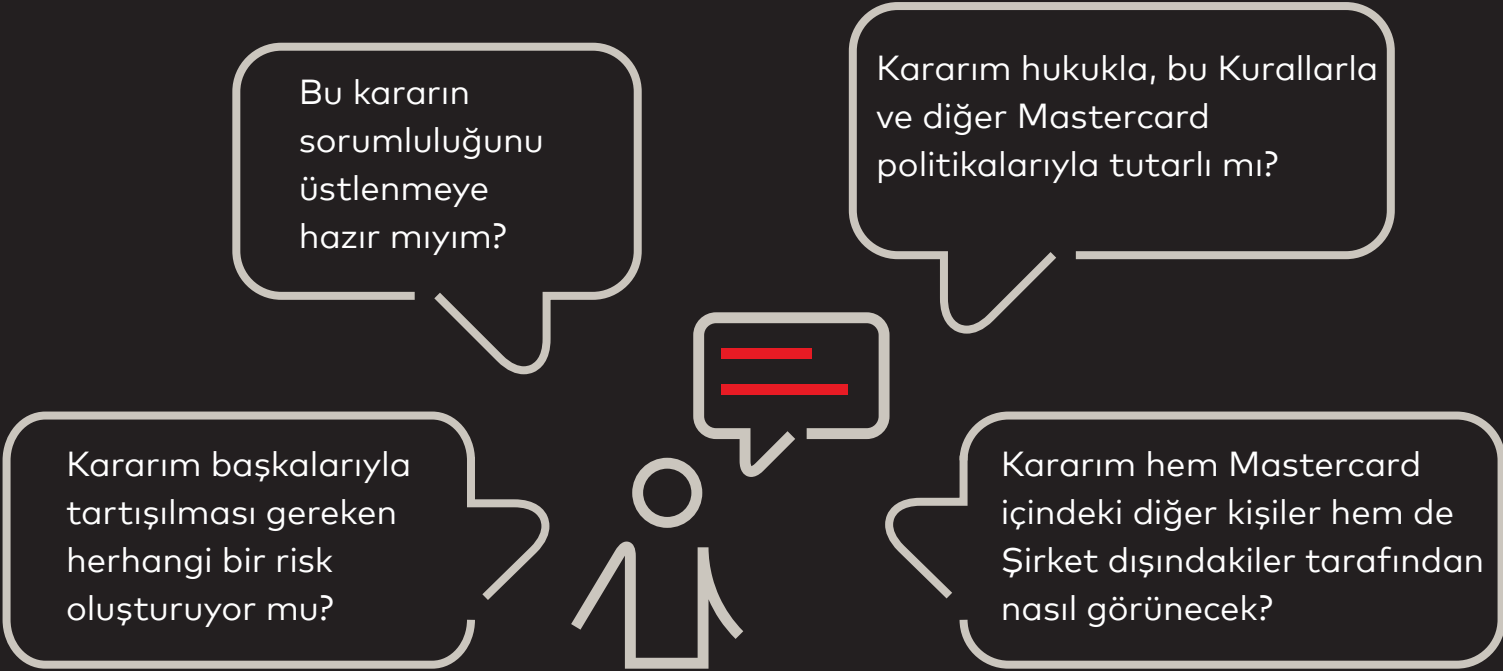 Bu kararın
sorumluluğunu
üstlenmeye
hazır mıyım?
Kararım hukukla, bu Kurallarla
ve diğer Mastercard
politikalarıyla tutarlı mı?
Kararım başkalarıyla
tartışılması gereken
herhangi bir risk
oluşturuyor mu?
Kararım hem Mastercard
içindeki diğer kişiler hem de
Şirket dışındakiler tarafından
nasıl görünecek?